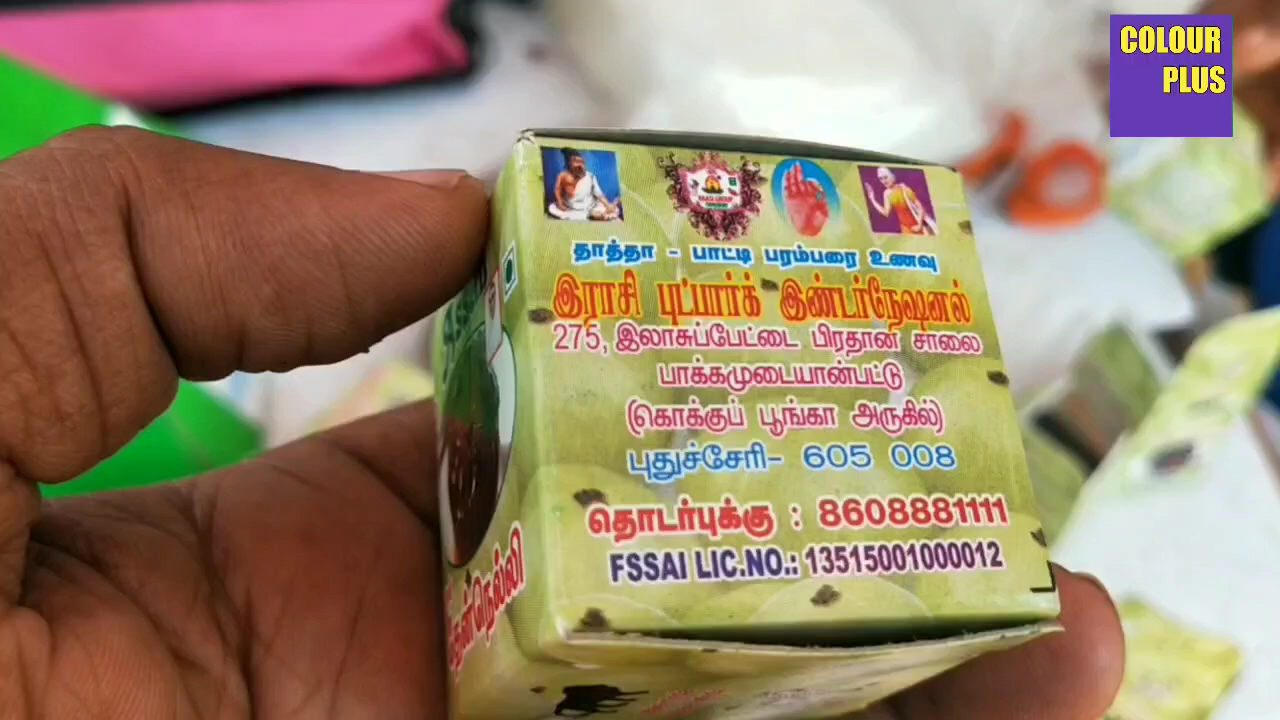 COLOUR
PLUS
தாத்தா - பாட்டி பரம்பரை உணவு
இராசி புட்பார்க் இண்டர்நேஷனல்
275, இலாசுப்பேட்டை பிரதான சாலை
பாக்கமுடையான்பட்டு
(கொக்குப் பூங்கா அருகில்)
புதுச்சேரி- 605 008
தொடர்புக்கு : 8608881111
FSSAI LIC.NO.: 13515001000012
தேன்நெல்லி